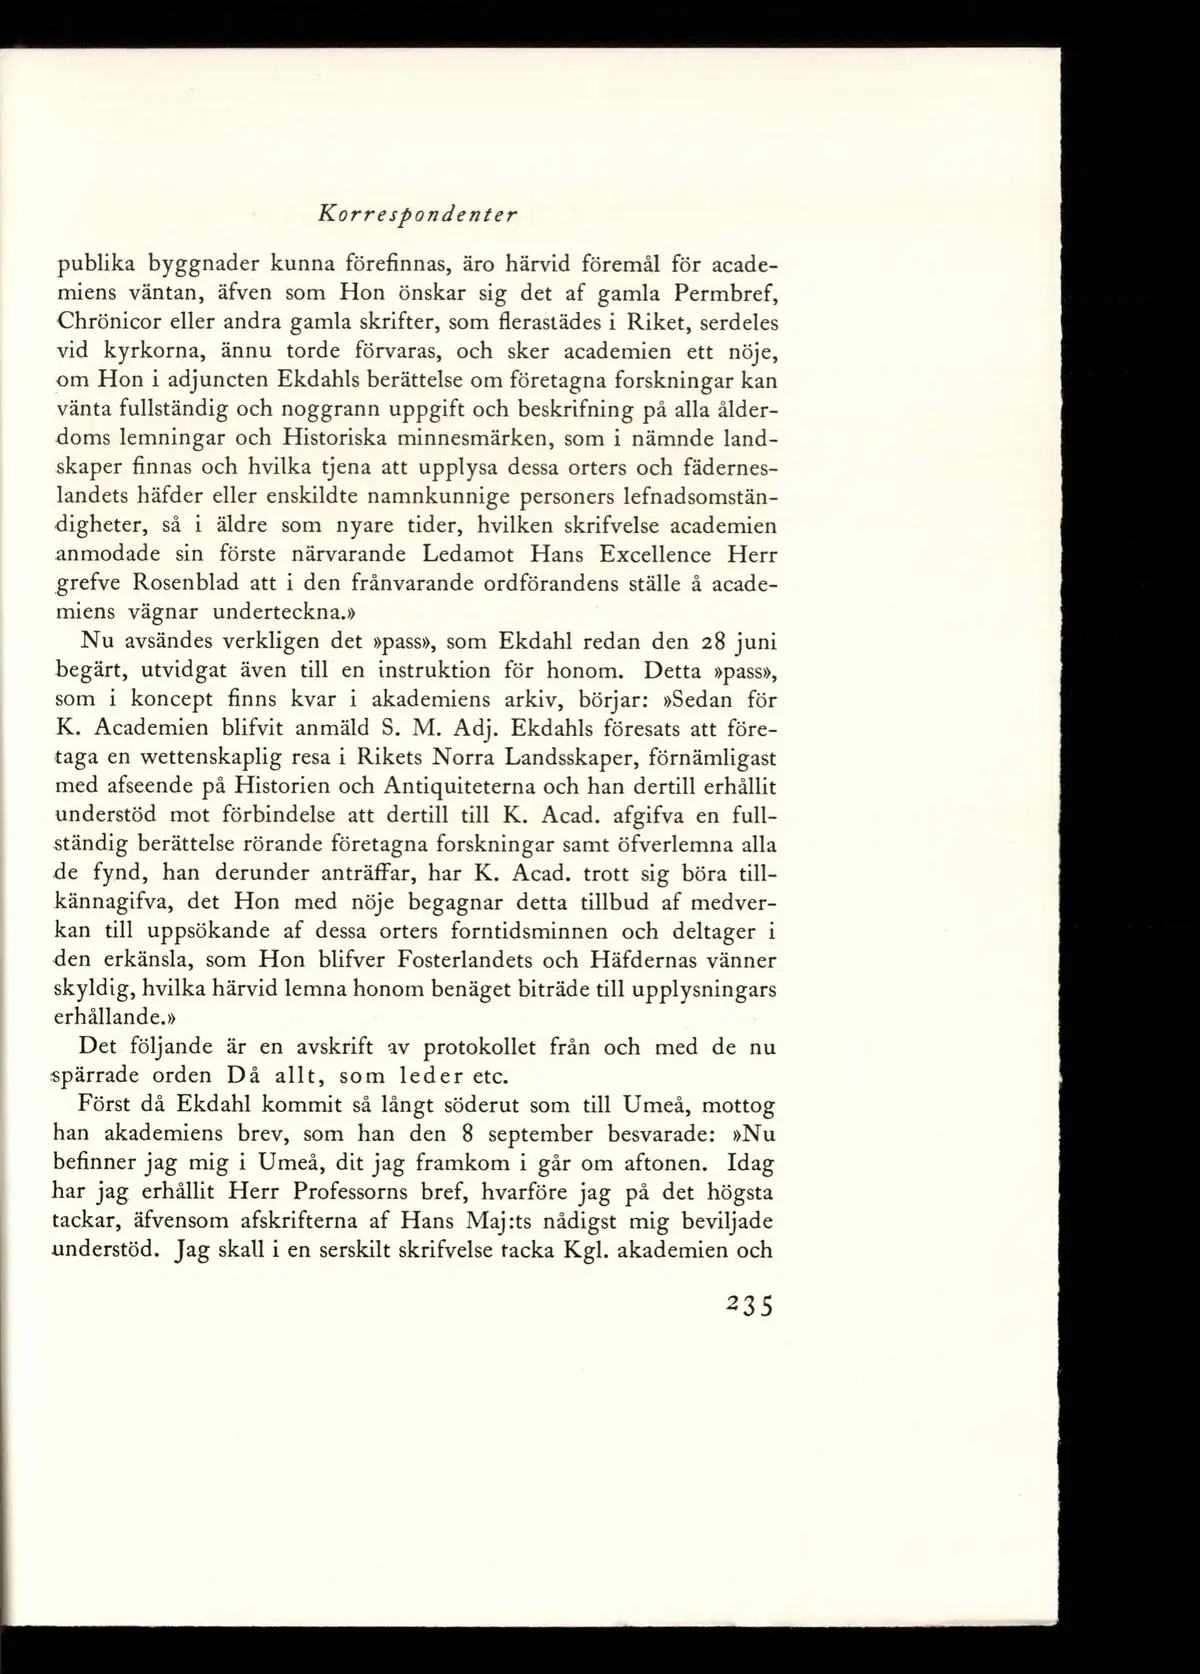 Korrespondenter
publika byggnader kunna förefinnas, äro härvid föremål för acade-
miens väntan, äfven som Hon önskar sig det af gamla Permbref,
Chrönicor eller andra gamla skrifter, som flerastädes i Riket, serdeles
vid kyrkorna, ännu torde förvaras, och sker academien ett nöje,
om Hon i adjuncten Ekdahls berättelse om företagna forskningar kan
vänta fullständig och noggrann uppgift och beskrifning på alla ålder-
doms lemningar och Historiska minnesmärken, som i nämnde land-
skaper finnas och hvilka tjena att upplysa dessa orters och fädernes-
landets häfder eller enskildte namnkunnige personers lefnadsomstän-
digheter, så i äldre som nyare tider, hvilken skrifvelse academien
anmodade sin förste närvarande Ledamot Hans Excellence Herr
grefve Rosenblad att i den frånvarande ordförandens ställe å acade-
miens vägnar underteckna.»
Nu avsändes verkligen det »pass», som Ekdahl redan den 28 juni
begärt, utvidgat även till en instruktion för honom. Detta »pass»,
som i koncept finns kvar i akademiens arkiv, börjar: »Sedan för
K. Academien blifvit anmäld S. M. Adj. Ekdahls föresats att före-
taga en wettenskaplig resa i Rikets Norra Landsskaper, förnämligast
med afseende på Historien och Antiquiteterna och han dertill erhållit
understöd mot förbindelse att dertill till K. Acad. afgifva en full-
ständig berättelse rörande företagna forskningar samt öfverlemna alla
de fynd, han derunder anträffar, har K. Acad. trott sig böra till-
kännagifva, det Hon med nöje begagnar detta tillbud af medver-
kan till uppsökande af dessa orters forntidsminnen och deltager i
den erkänsla, som Hon blifver Fosterlandets och Häfdernas vänner
skyldig, hvilka härvid lemna honom benäget biträde till upplysningars
erhållande.»
Det följande är en avskrift av protokollet från och med de nu
spärrade orden Då allt, som leder etc.
Först då Ekdahl kommit så långt söderut som till Umeå, mottog
han akademiens brev, som han den 8 september besvarade: »Nu
befinner jag mig i Umeå, dit jag framkom i går om aftonen. Idag
har jag erhållit Herr Professorns bref, hvarföre jag på det högsta
tackar, äfvensom afskrifterna af Hans Maj:ts nådigst mig beviljade
understöd. Jag skall i en serskilt skrifvelse tacka Kgl. akademien och
235